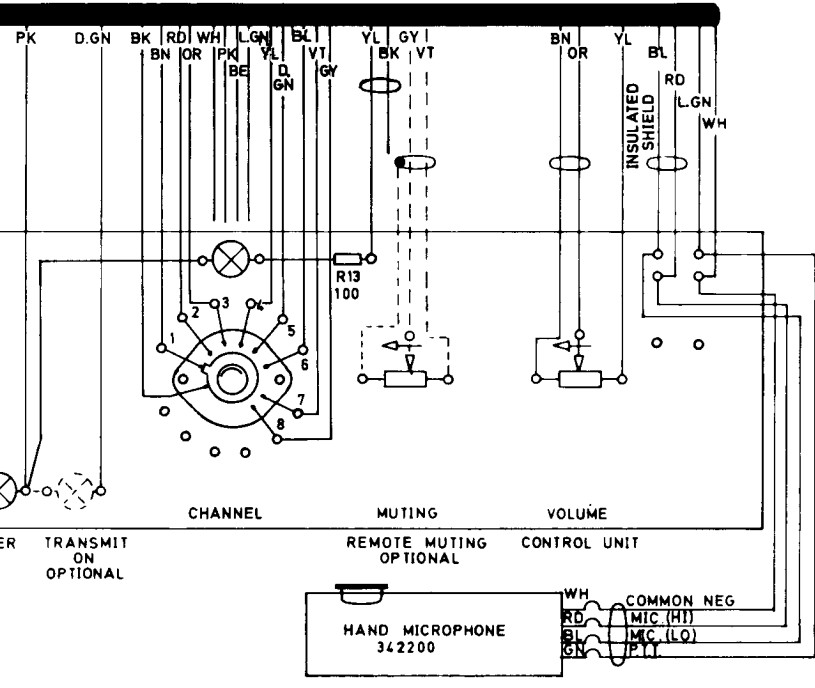 PK D.GN BK RD WH L.GN BL YL GY BN YL
BN OR PK YL VT BK VT OR BL
BE D. GY RD
GN L.GN
WH
INSULATED
SHIELD
R13
100
1 2 3 4 5 6 7 8
CHANNEL MUTING VOLUME
ER TRANSMIT REMOTE MUTING CONTROL UNIT
ON OPTIONAL
OPTIONAL
WH COMMON NEG
RD MIC.(HI)
BL MIC.(LO)
GN PTT
HAND MICROPHONE
342200